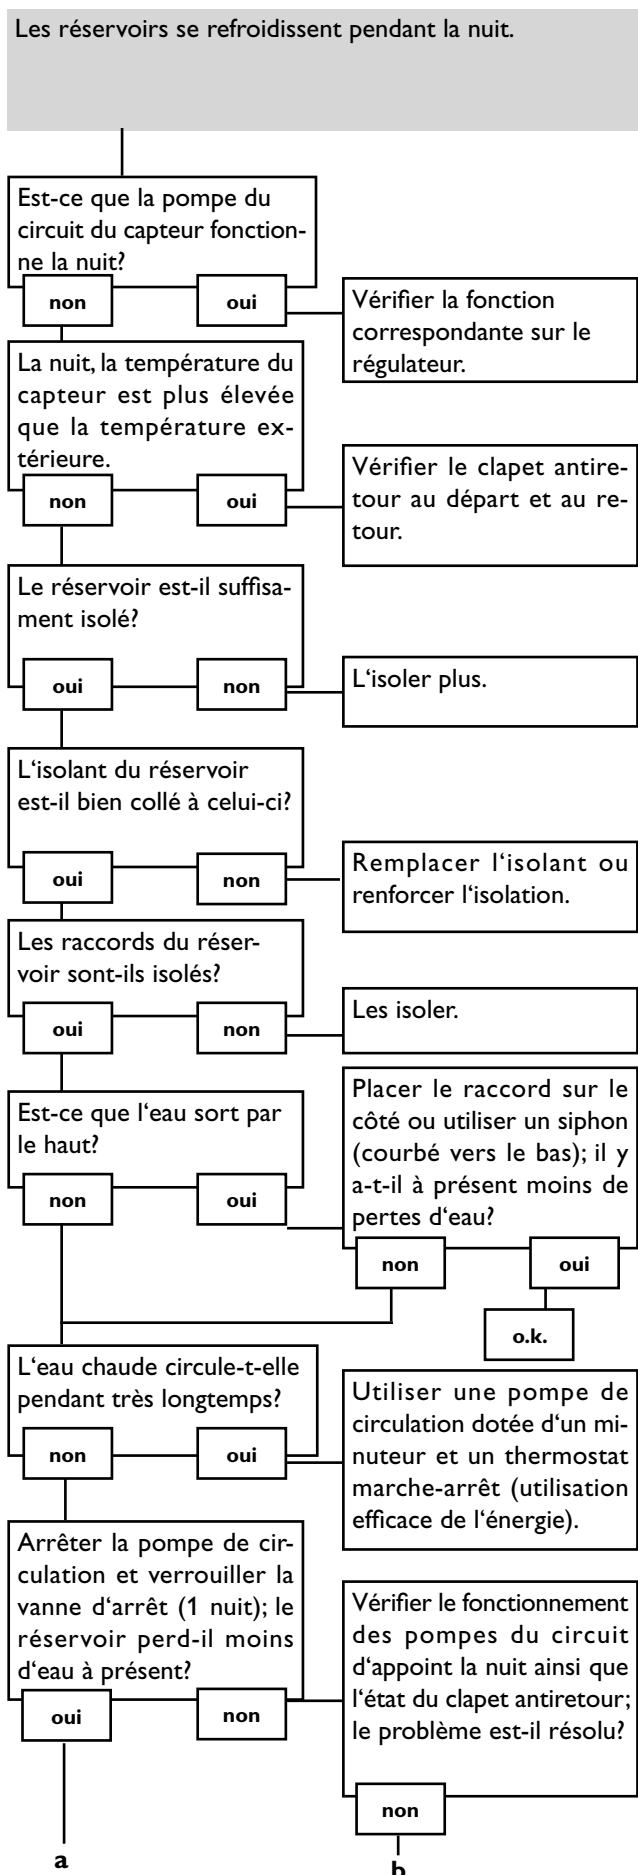 Les réservoirs se refroidissent pendant la nuit.
Est-ce que la pompe du
circuit du capteur fonction-
ne la nuit?
non
oui
Vérifier la fonction
correspondante sur le
régulateur.
La nuit, la température du
capteur est plus élevée
que la température ex-
térieure.
non
oui
Vérifier le clapet antire-
tour au départ et au re-
tour.
Le réservoir est-il suffisa-
ment isolé?
oui
non
L‘isoler plus.
L‘isolant du réservoir
est-il bien collé à celui-ci?
oui
non
Remplacer l‘isolant ou
renforcer l‘isolation.
Les raccords du réser-
voir sont-ils isolés?
oui
non
Les isoler.
Est-ce que l‘eau sort par
le haut?
non
oui
Placer le raccord sur le
côté ou utiliser un siphon
(courbé vers le bas); il y
a-t-il à présent moins de
pertes d‘eau?
non
oui
o.k.
L‘eau chaude circule-t-elle
pendant très longtemps?
non
oui
Utiliser une pompe de
circulation dotée d‘un mi-
nuteur et un thermostat
marche-arrêt (utilisation
efficace de l‘énergie).
Arrêter la pompe de cir-
culation et verrouiller la
vanne d‘arrêt (1 nuit); le
réservoir perd-il moins
d‘eau à présent?
oui
non
Vérifier le fonctionnement
des pompes du circuit
d‘appoint la nuit ainsi que
l‘état du clapet antiretour;
le problème est-il résolu?
non
a
b